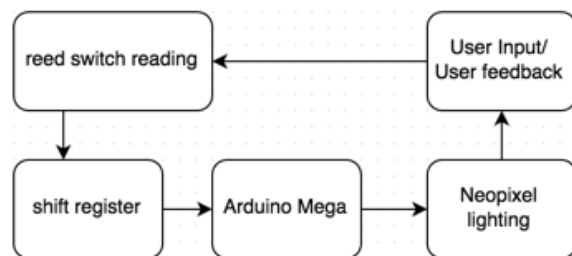 reed switch reading
User Input/
User feedback
shift register
Arduino Mega
Neopixel
lighting